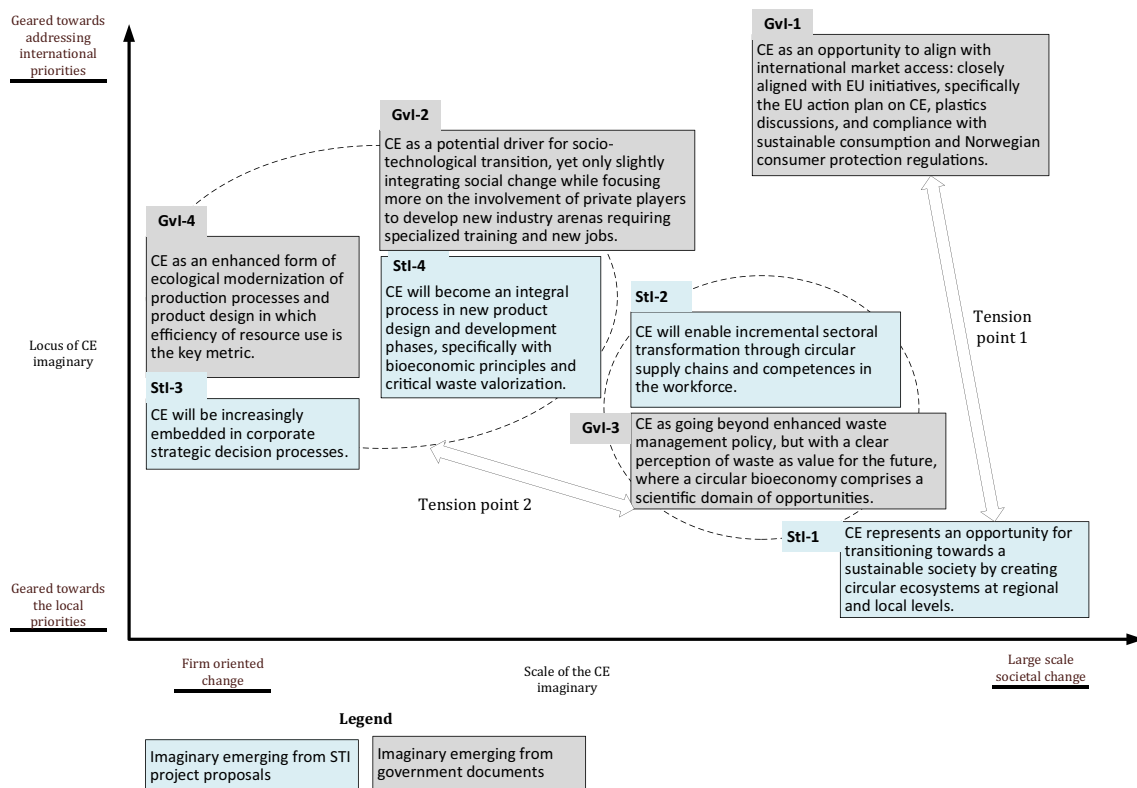 Geared towards
addressing
international
priorities
GvI-1
CE as an opportunity to align with
international market access: closely
aligned with EU initiatives, specifically
the EU action plan on CE, plastics
discussions, and compliance with
sustainable consumption and Norwegian
consumer protection regulations.
GvI-2
CE as a potential driver for socio-
technological transition, yet only slightly
integrating social change while focusing
more on the involvement of private players
to develop new industry arenas requiring
specialized training and new jobs.
GvI-4
CE as an enhanced form of
ecological modernization of
production processes and
product design in which
efficiency of resource use is
the key metric.
StI-4
CE will become an integral
process in new product
design and development
phases, specifically with
bioeconomic principles and
critical waste valorization.
StI-2
CE will enable incremental sectoral
transformation through circular
supply chains and competences in
the workforce.
Tension
point 1
Locus of CE
imaginary
StI-3
CE will be increasingly
embedded in corporate
strategic decision processes.
GvI-3
CE as going beyond enhanced waste
management policy, but with a clear
perception of waste as value for the future,
where a circular bioeconomy comprises a
scientific domain of opportunities.
Tension point 2
StI-1
CE represents an opportunity for
transitioning towards a
sustainable society by creating
circular ecosystems at regional
and local levels.
Geared towards
the local
priorities
Firm oriented
change
Scale of the CE
imaginary
Large scale
societal change
Legend
Imaginary emerging from STI
project proposals
Imaginary emerging from
government documents